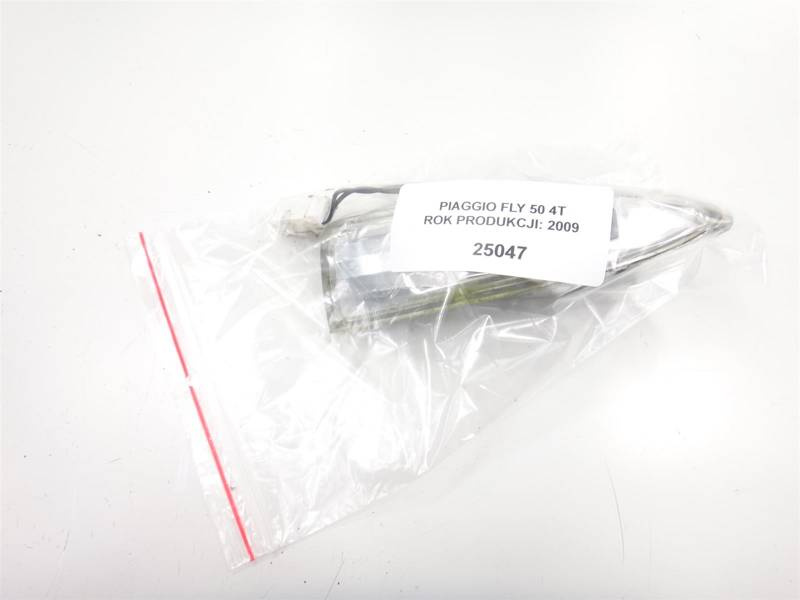 PIAGGIO FLY 50 4T
ROK PRODUKCJI: 2009
25047